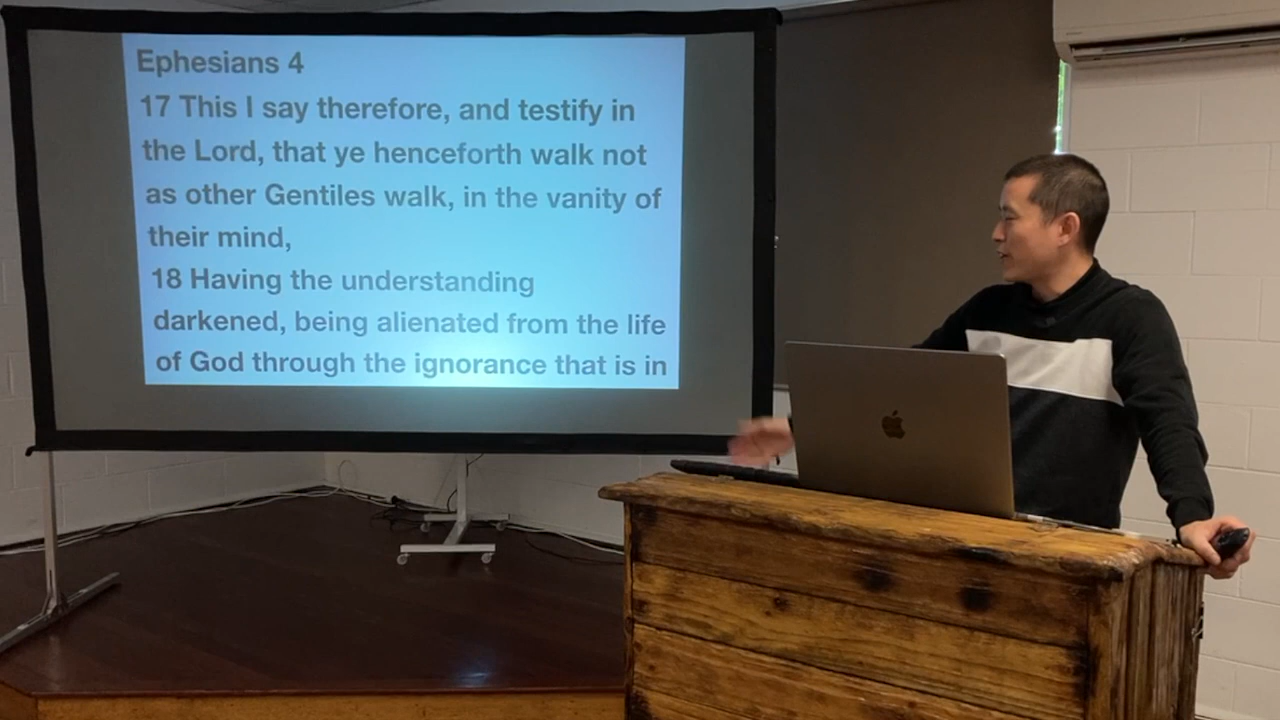 Ephesians 4
17 This I say therefore, and testify in
the Lord, that ye henceforth walk not
as other Gentiles walk, in the vanity of
their mind,
18 Having the understanding
darkened, being alienated from the life
of God through the ignorance that is in